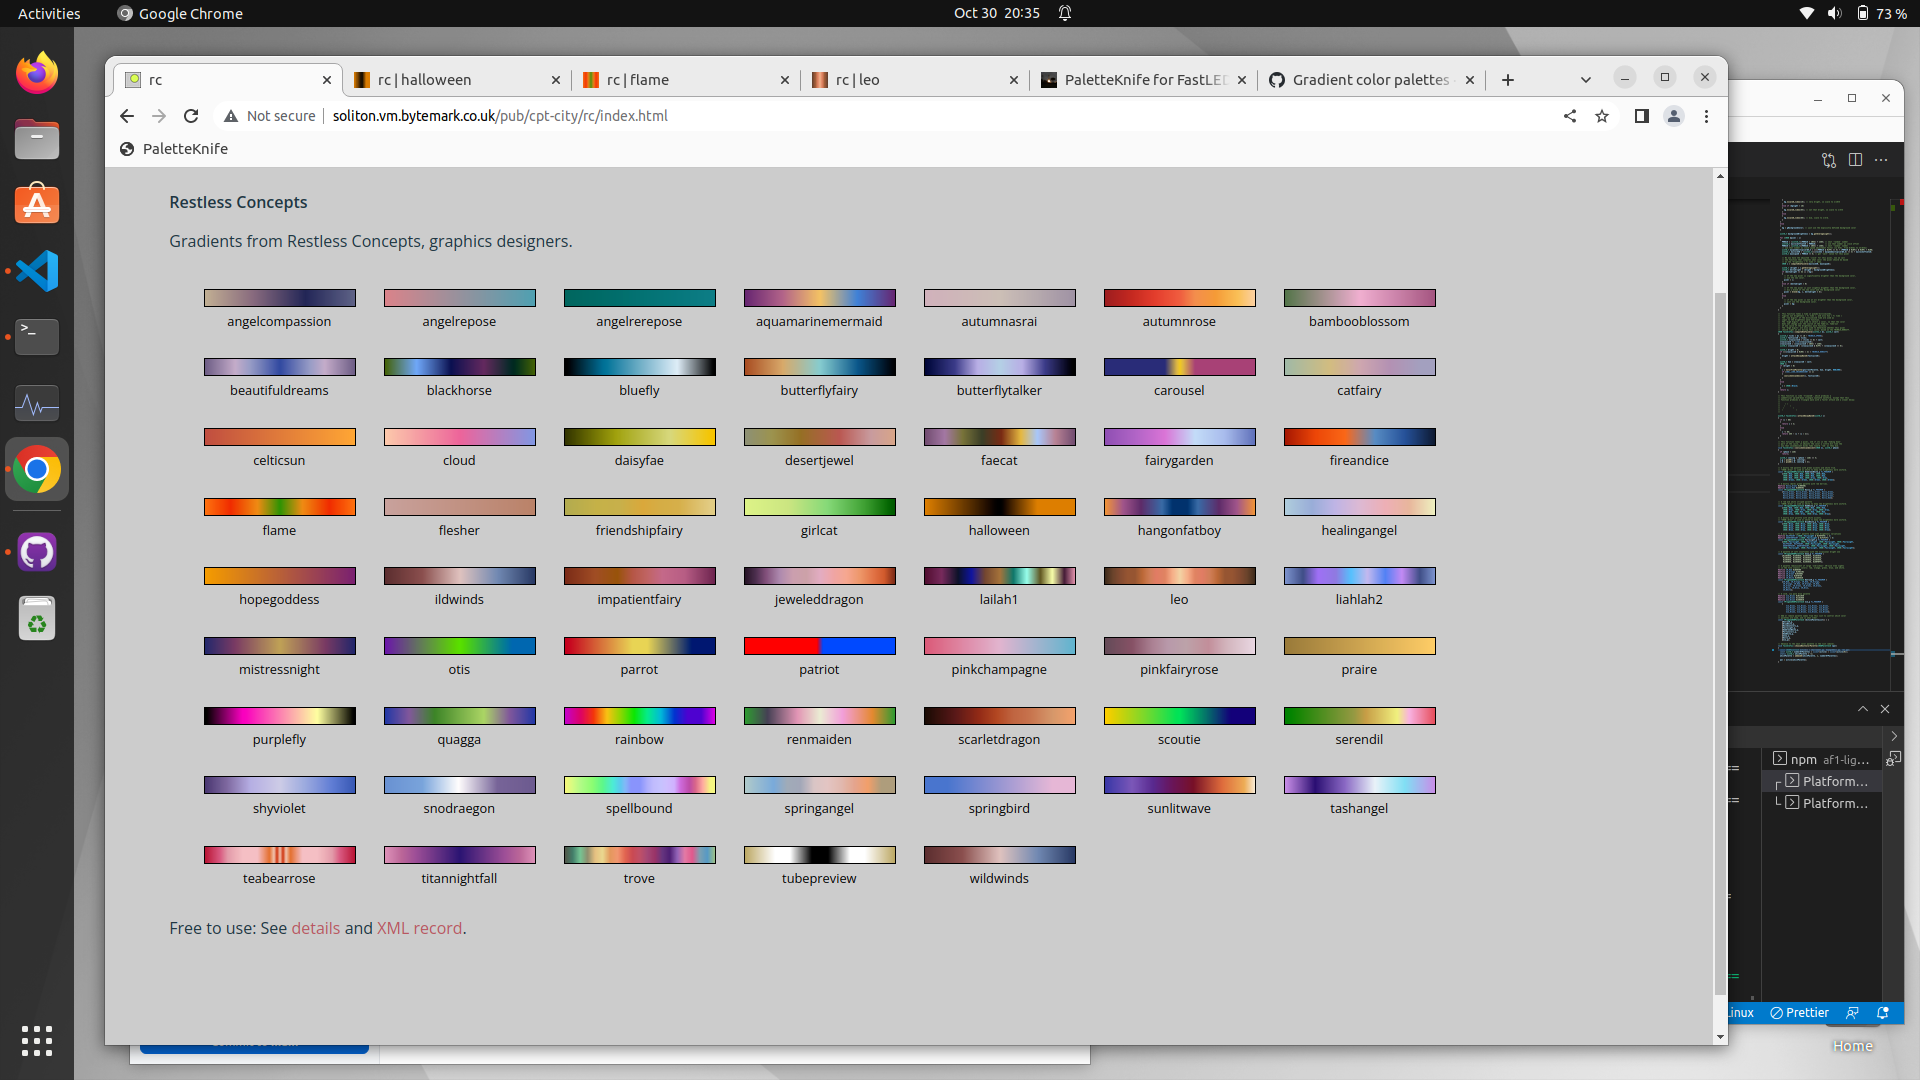 Activities
Google Chrome
Oct 30 20:35
73 %
rc
rc | halloween
rc | flame
rc | leo
PaletteKnife for FastLED
Gradient color palettes
Not secure
soliton.vm.bytemark.co.uk/pub/cpt-city/rc/index.html
PaletteKnife
Restless Concepts
Gradients from Restless Concepts, graphics designers.
angelcompassion
angelrepose
angelrerepose
aquamarinemermaid
autumnasrai
autumnrose
bambooblossom
beautifuldreams
blackhorse
bluefly
butterflyfairy
butterflytalker
carousel
catfairy
celticsun
cloud
daisyfae
desertjewel
faecat
fairygarden
fireandice
flame
flesher
friendshipfairy
girlcat
halloween
hangonfatboy
healingangel
hopegoddess
ildwinds
impatientfairy
jeweleddragon
lailah1
leo
liahlah2
mistressnight
otis
parrot
patriot
pinkchampagne
pinkfairyrose
praire
purplefly
quagga
rainbow
renmaiden
scarletdragon
scoutie
serendil
shyviolet
snodraegon
spellbound
springangel
springbird
sunlitwave
tashangel
teabearrose
titannightfall
trove
tubepreview
wildwinds
Free to use: See details and XML record.
npm af1-lig...
Platform...
Platform...
Linux
Prettier
Home